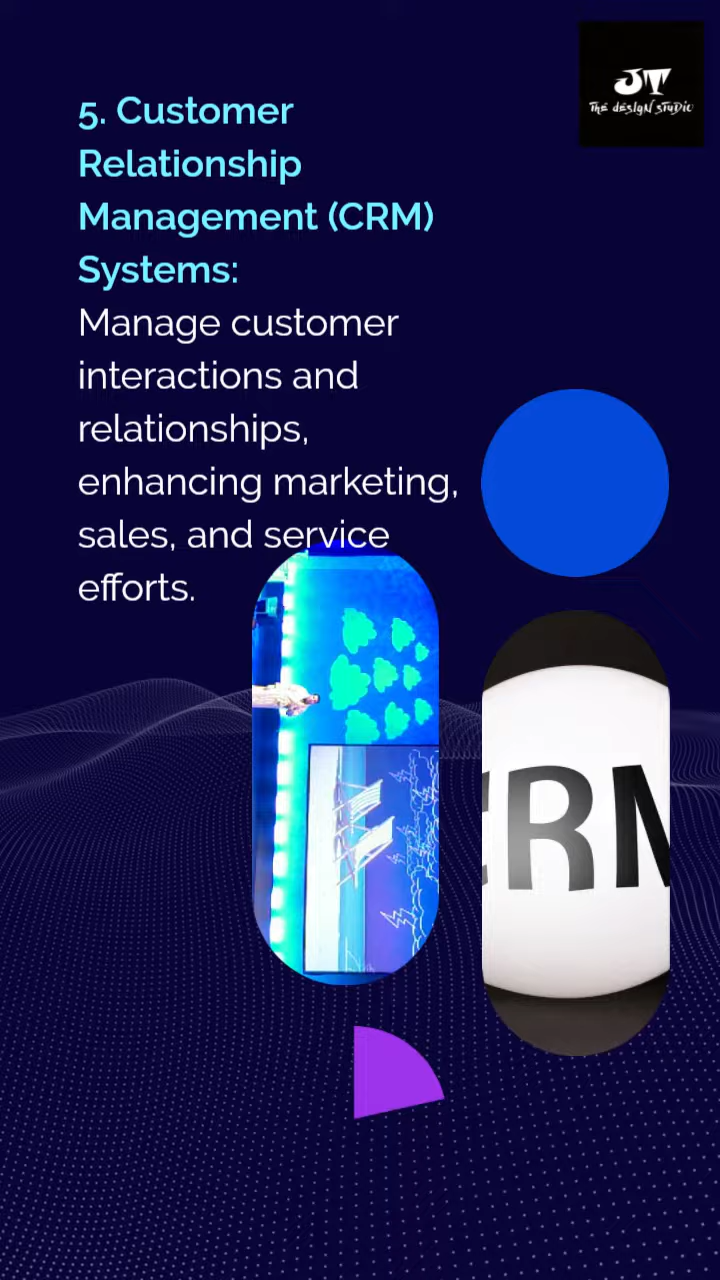 JT
THE DESIGN STUDIO
5. Customer
Relationship
Management (CRM)
Systems:
Manage customer
interactions and
relationships,
enhancing marketing,
sales, and service
efforts.
CRM